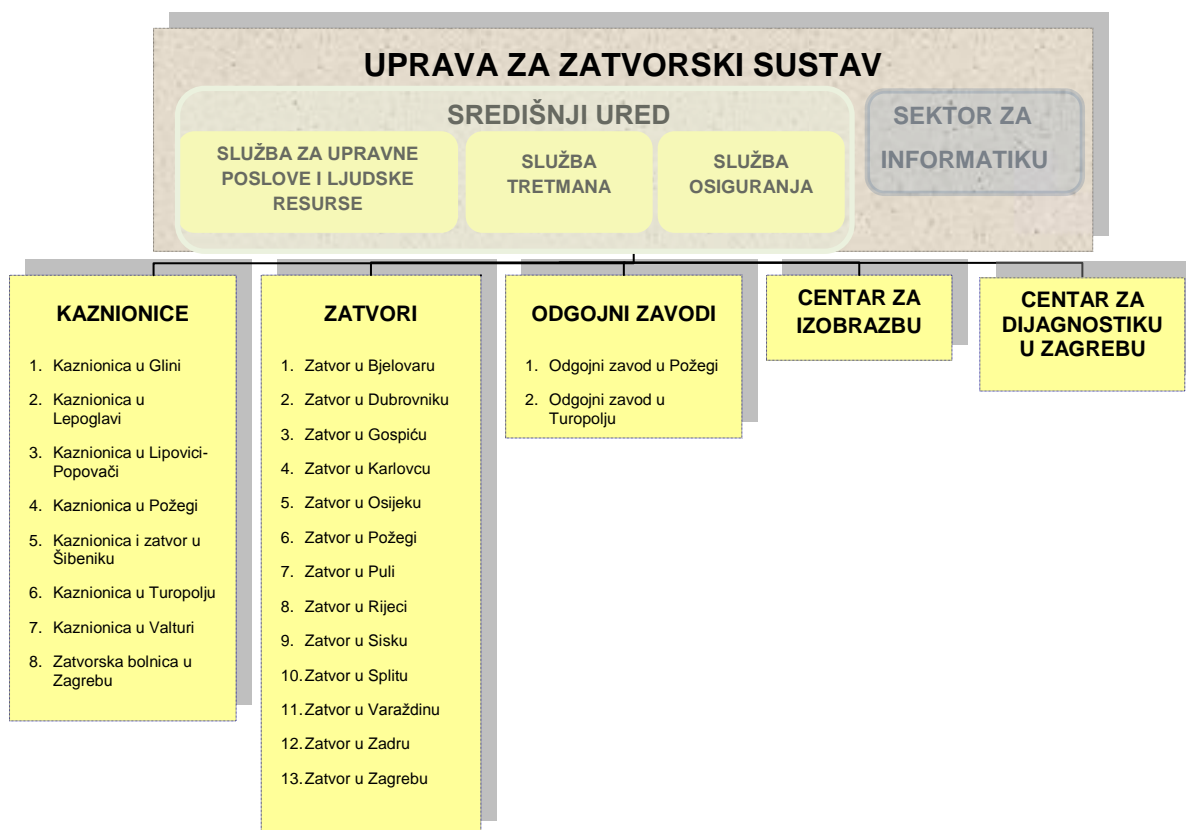 UPRAVA ZA ZATVORSKI SUSTAV
SREDIŠNJI URED
SLUŽBA ZA UPRAVNE
POSLOVE I LJUDSKE
RESURSE
SLUŽBA
TRETMANA
SLUŽBA
OSIGURANJA
SEKTOR ZA
INFORMATIKU
KAZNIONICE
1. Kaznionica u Glini
2. Kaznionica u
Lepoglavi
3. Kaznionica u Lipovici-
Popovači
4. Kaznionica u Požegi
5. Kaznionica i zatvor u
Šibeniku
6. Kaznionica u Turopolju
7. Kaznionica u Valturi
8. Zatvorska bolnica u
Zagrebu
ZATVORI
1. Zatvor u Bjelovaru
2. Zatvor u Dubrovniku
3. Zatvor u Gospiću
4. Zatvor u Karlovcu
5. Zatvor u Osijeku
6. Zatvor u Požegi
7. Zatvor u Puli
8. Zatvor u Rijeci
9. Zatvor u Sisku
10. Zatvor u Splitu
11. Zatvor u Varaždinu
12. Zatvor u Zadru
13. Zatvor u Zagrebu
ODGOJNI ZAVODI
1. Odgojni zavod u Požegi
2. Odgojni zavod u
Turopolju
CENTAR ZA
IZOBRAZBU
CENTAR ZA
DIJAGNOSTIKU
U ZAGREBU